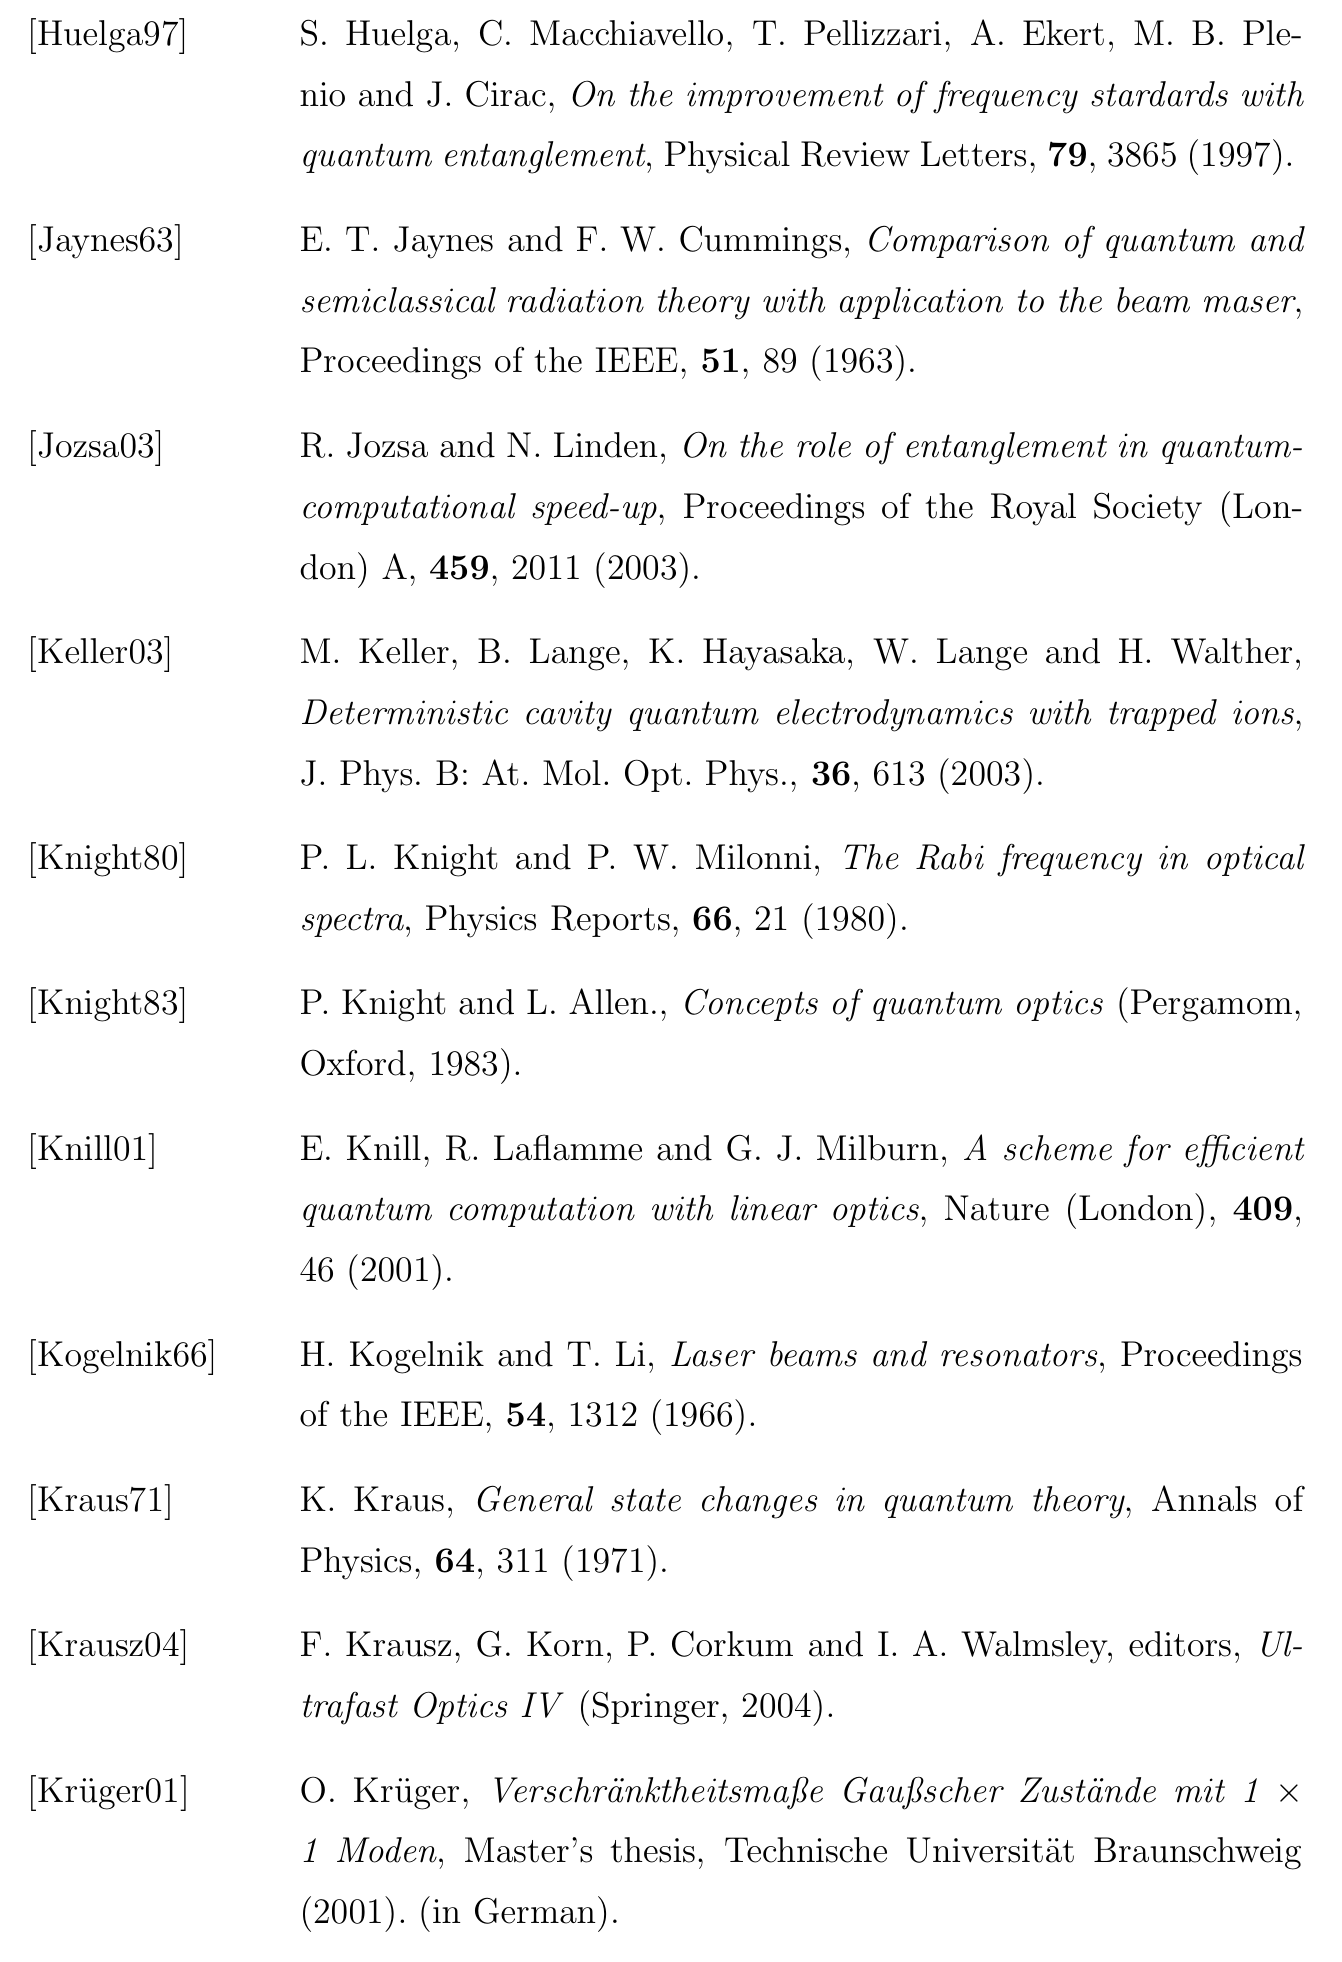 [Huelga97] S. Huelga, C. Macchiavello, T. Pellizzari, A. Ekert, M. B. Ple-
nio and J. Cirac, On the improvement of frequency stardards with
quantum entanglement, Physical Review Letters, 79, 3865 (1997).
[Jaynes63] E. T. Jaynes and F. W. Cummings, Comparison of quantum and
semiclassical radiation theory with application to the beam maser,
Proceedings of the IEEE, 51, 89 (1963).
[Jozsa03] R. Jozsa and N. Linden, On the role of entanglement in quantum-
computational speed-up, Proceedings of the Royal Society (Lon-
don) A, 459, 2011 (2003).
[Keller03] M. Keller, B. Lange, K. Hayasaka, W. Lange and H. Walther,
Deterministic cavity quantum electrodynamics with trapped ions,
J. Phys. B: At. Mol. Opt. Phys., 36, 613 (2003).
[Knight80] P. L. Knight and P. W. Milonni, The Rabi frequency in optical
spectra, Physics Reports, 66, 21 (1980).
[Knight83] P. Knight and L. Allen., Concepts of quantum optics (Pergamom,
Oxford, 1983).
[Knill01] E. Knill, R. Laflamme and G. J. Milburn, A scheme for efficient
quantum computation with linear optics, Nature (London), 409,
46 (2001).
[Kogelnik66] H. Kogelnik and T. Li, Laser beams and resonators, Proceedings
of the IEEE, 54, 1312 (1966).
[Kraus71] K. Kraus, General state changes in quantum theory, Annals of
Physics, 64, 311 (1971).
[Krausz04] F. Krausz, G. Korn, P. Corkum and I. A. Walmsley, editors, Ul-
trafast Optics IV (Springer, 2004).
[Krüger01] O. Krüger, Verschränktheitsmaße Gaußscher Zustände mit 1 ×
1 Moden, Master's thesis, Technische Universität Braunschweig
(2001). (in German).